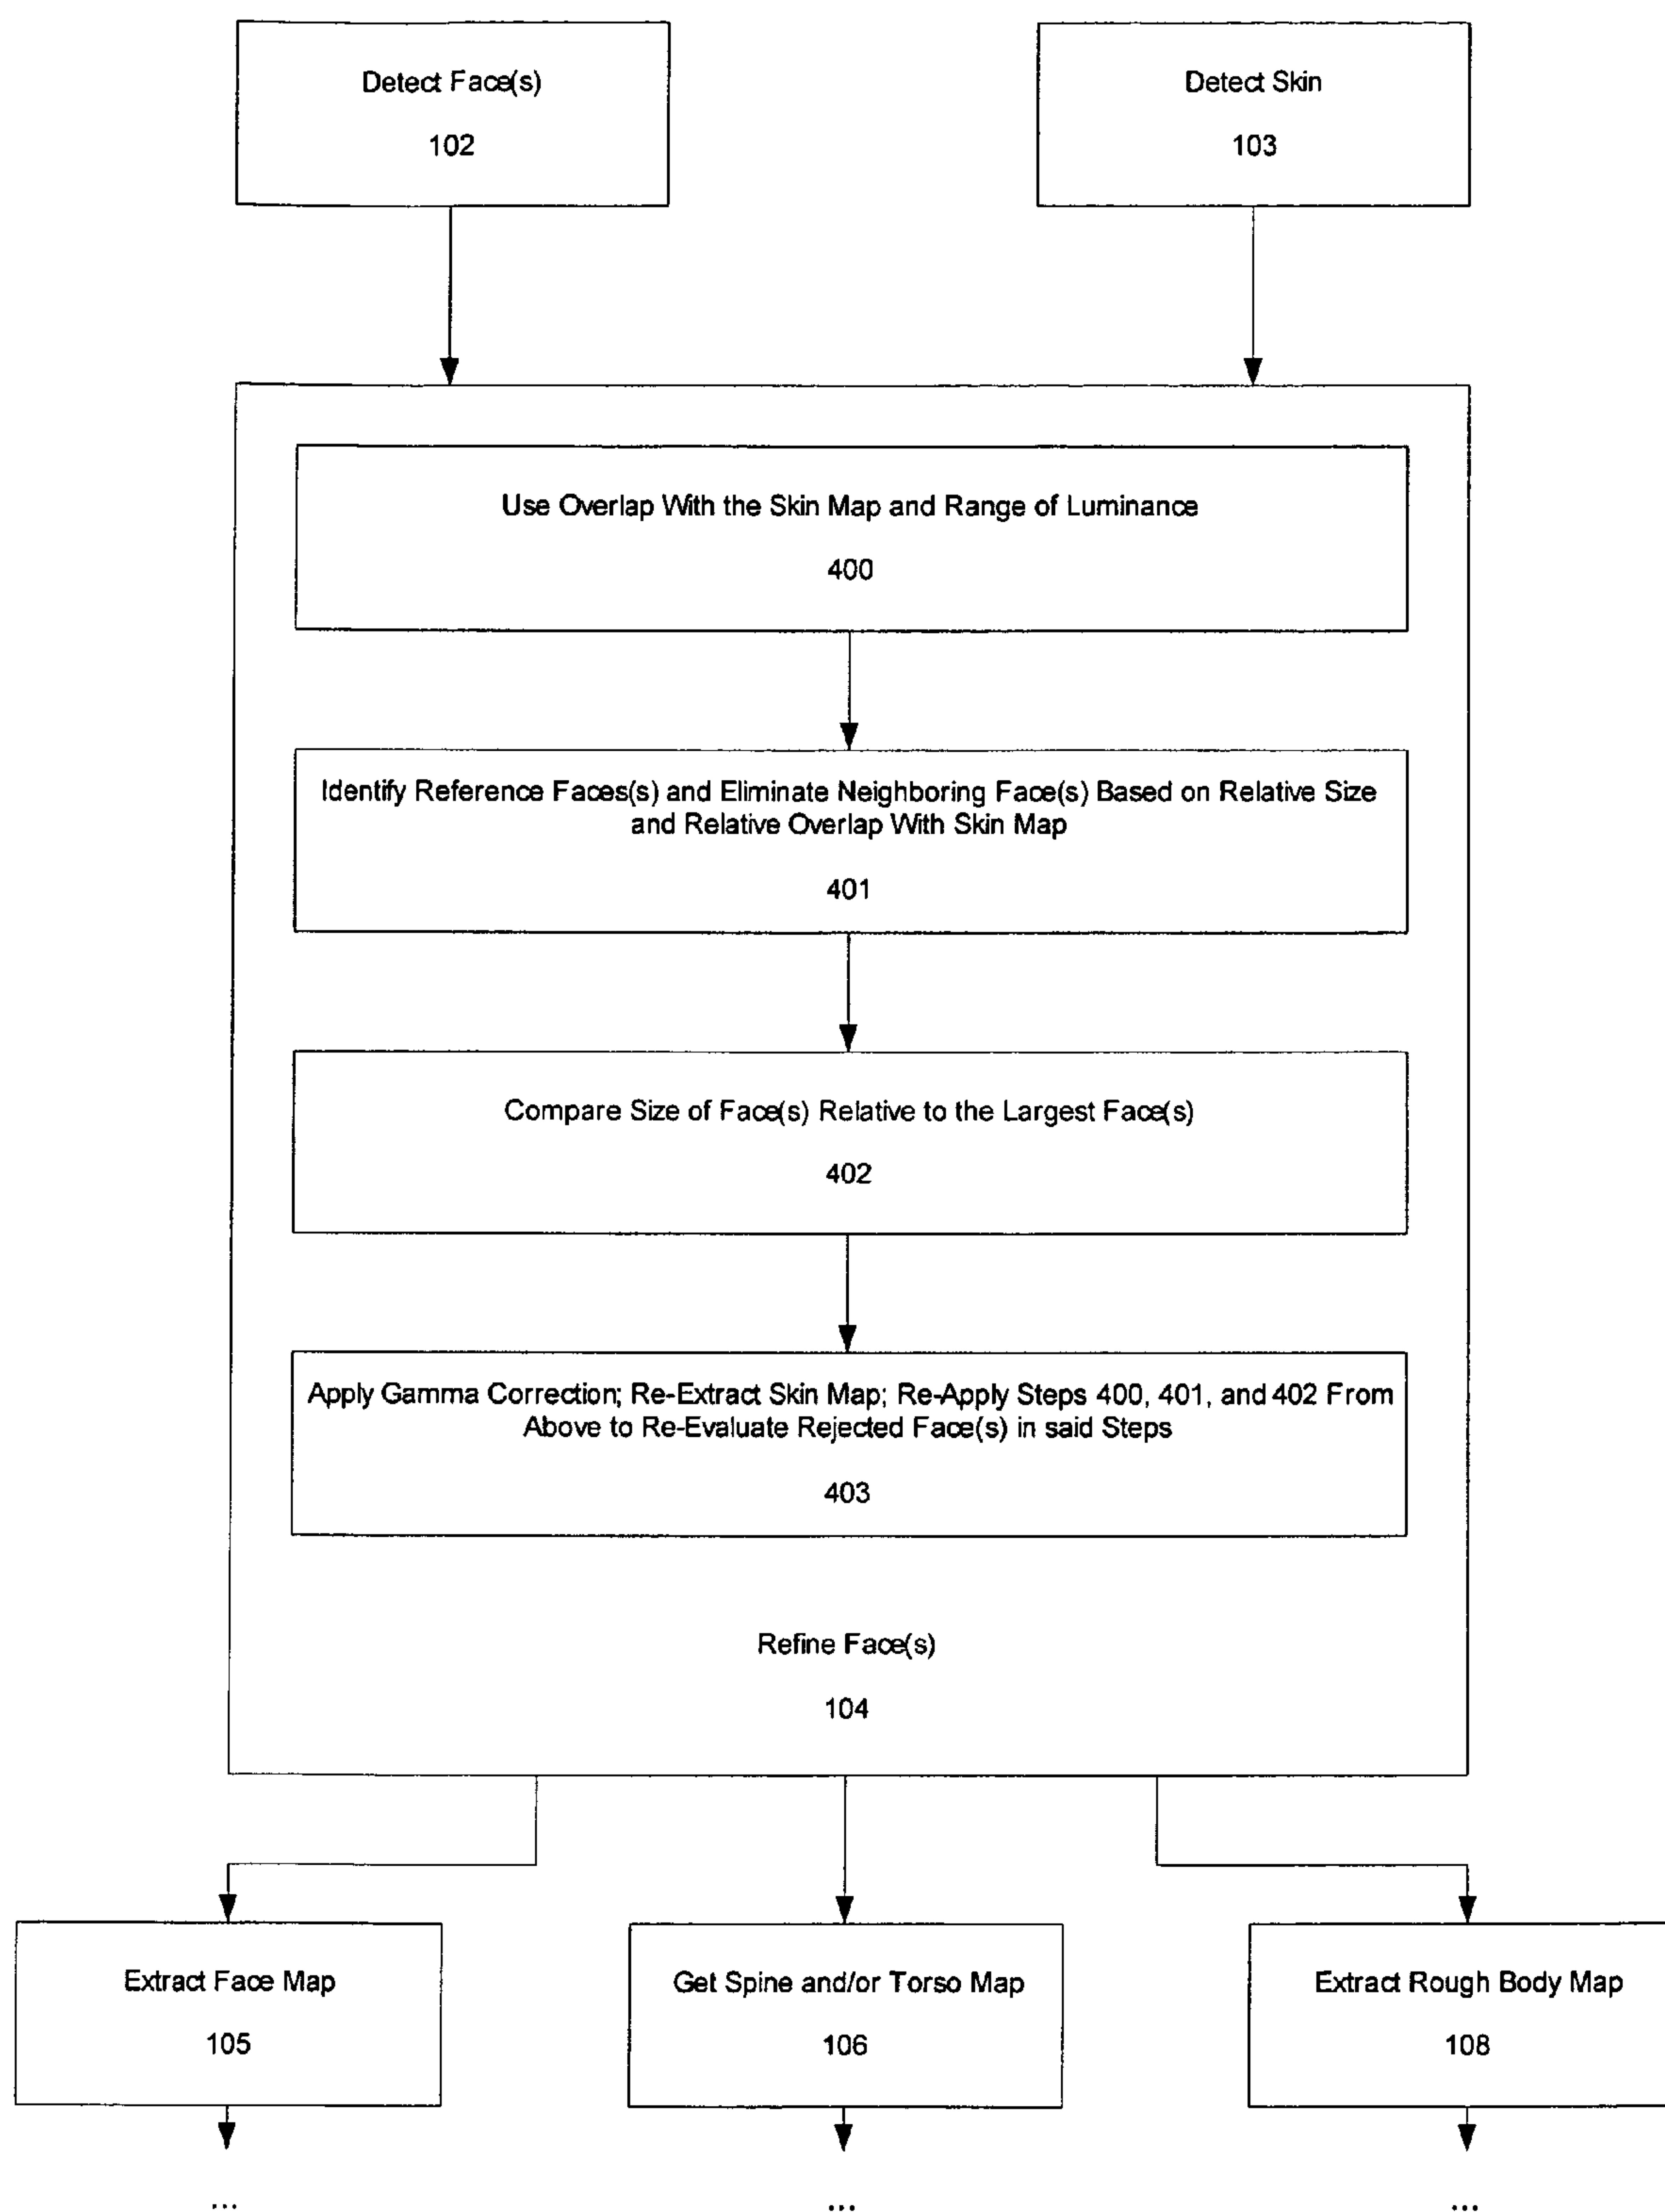 Detect Face(s)
102
Detect Skin
103
Use Overlap With the Skin Map and Range of Luminance
400
Identify Reference Faces(s) and Eliminate Neighboring Face(s) Based on Relative Size
and Relative Overlap With Skin Map
401
Compare Size of Face(s) Relative to the Largest Face(s)
402
Apply Gamma Correction; Re-Extract Skin Map; Re-Apply Steps 400, 401, and 402 From
Above to Re-Evaluate Rejected Face(s) in said Steps
403
Refine Face(s)
104
Extract Face Map
105
Get Spine and/or Torso Map
106
Extract Rough Body Map
108
...
...
...